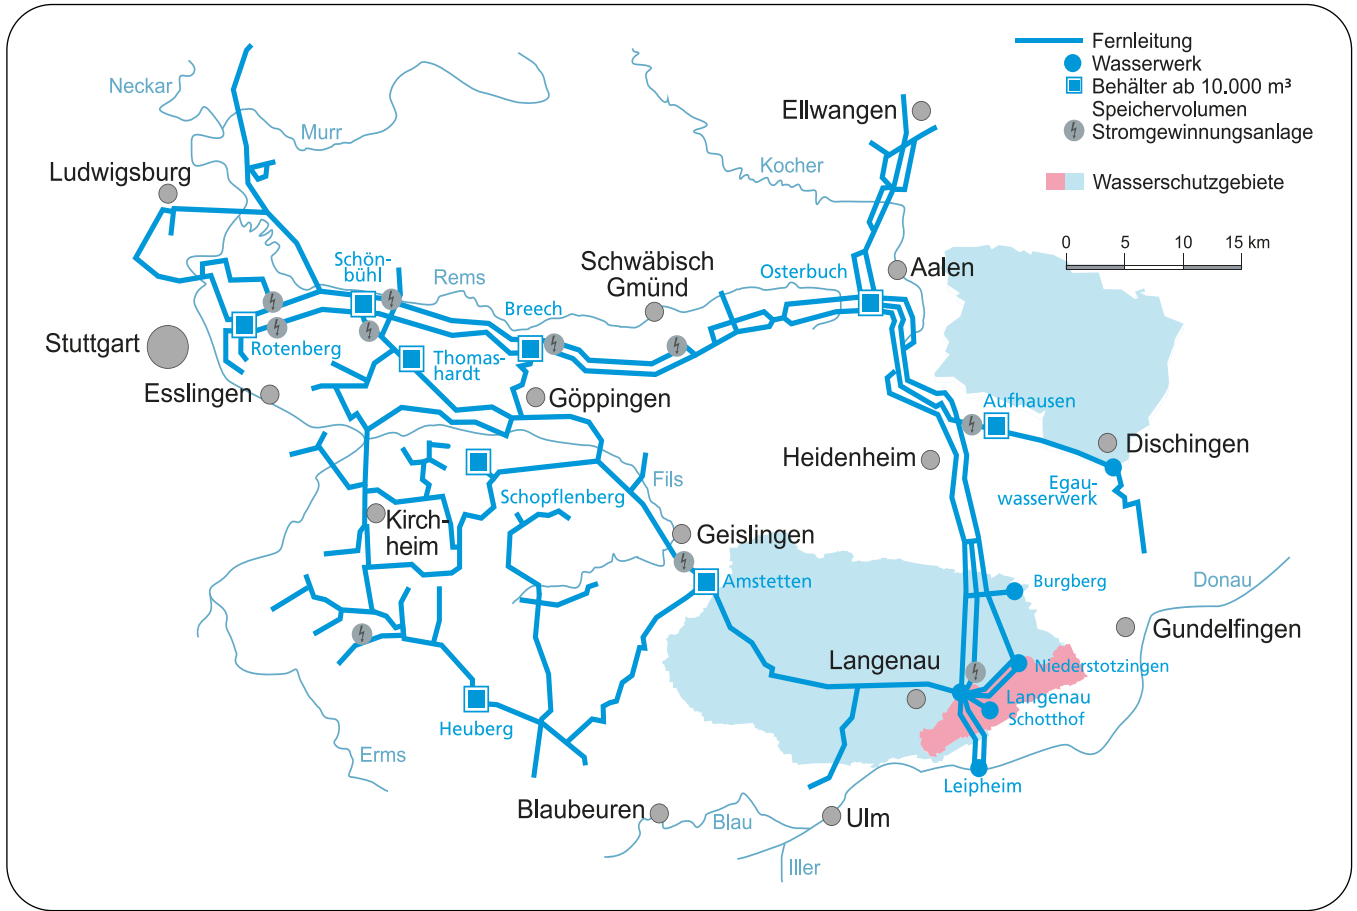 Fernleitung
Wasserwerk
Behälter ab 10.000 m³
Speichervolumen
Stromgewinnungsanlage
Wasserschutzgebiete
0 5 10 15 km
Neckar
Murr
Ludwigsburg
Ellwangen
Kocher
Schön-
bühl
Rems
Schwäbisch
Gmünd
Osterbuch
Aalen
Breech
Stuttgart
Rotenberg
Thomas-
hardt
Esslingen
Göppingen
Aufhausen
Dischingen
Heidenheim
Egau-
wasserwerk
Fils
Schopflenberg
Kirch-
heim
Geislingen
Amstetten
Burgberg
Donau
Gundelfingen
Langenau
Niederstotzingen
Langenau
Schotthof
Heuberg
Erms
Leipheim
Blaubeuren
Blau
Ulm
Iller